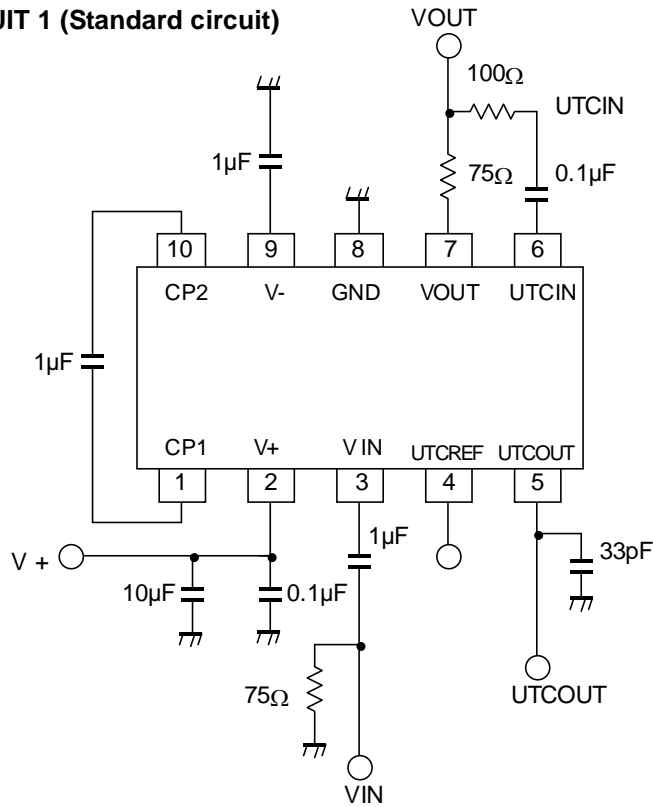 UIT 1 (Standard circuit)
VOUT
100Ω
UTCIN
1µF
75Ω
0.1µF
10
9
8
7
6
CP2
V-
GND
VOUT
UTCIN
1µF
CP1
V+
VIN
UTCREF
UTCOUT
1
2
3
4
5
V +
10µF
0.1µF
1µF
33pF
75Ω
UTCOUT
VIN